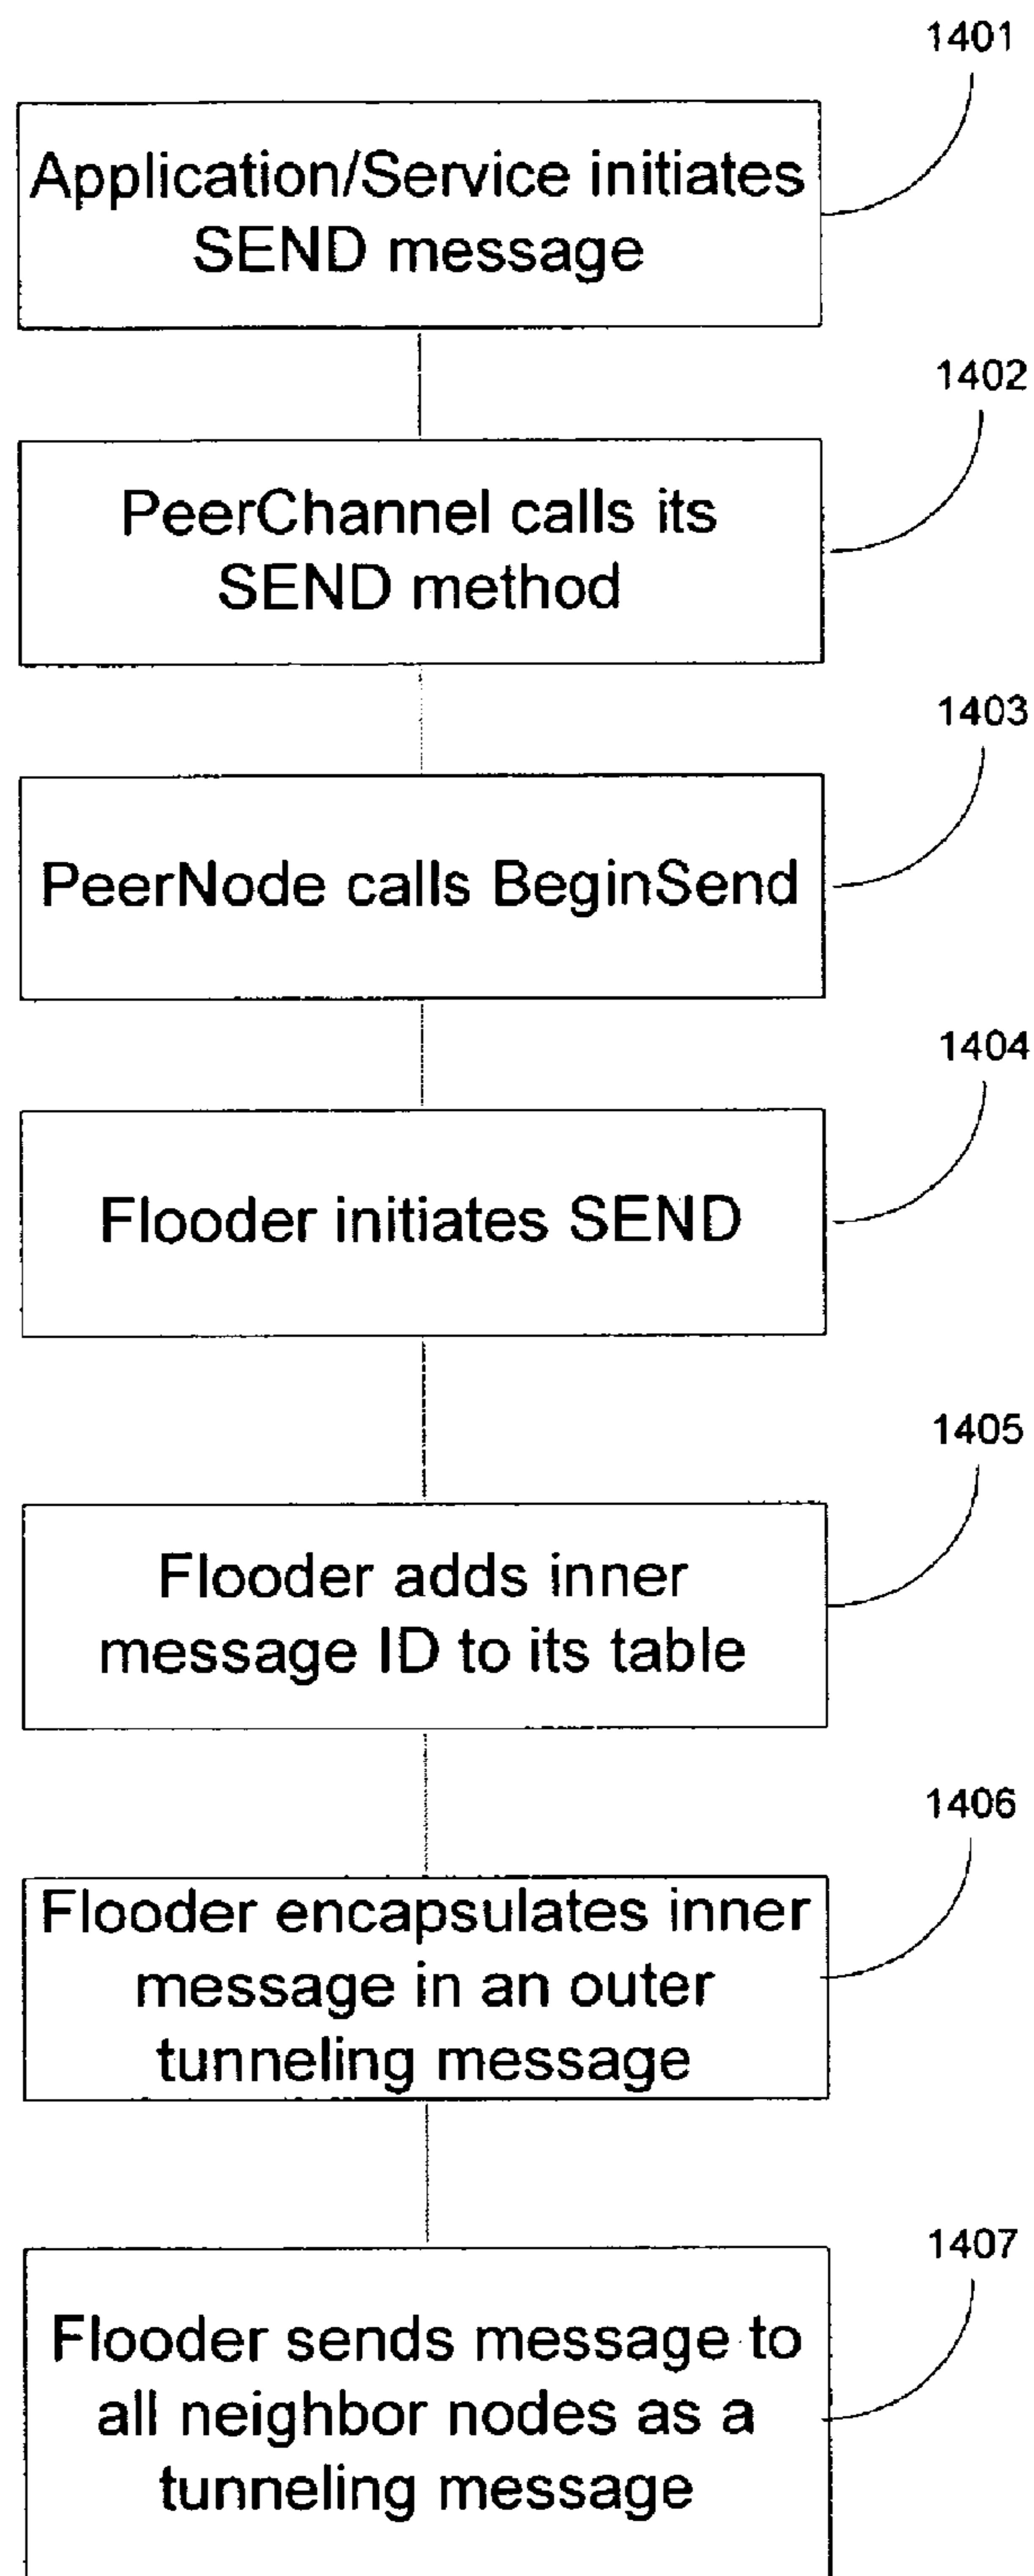 1401
Application/Service initiates
SEND message
1402
PeerChannel calls its
SEND method
1403
PeerNode calls BeginSend
1404
Flooder initiates SEND
1405
Flooder adds inner
message ID to its table
1406
Flooder encapsulates inner
message in an outer
tunneling message
1407
Flooder sends message to
all neighbor nodes as a
tunneling message